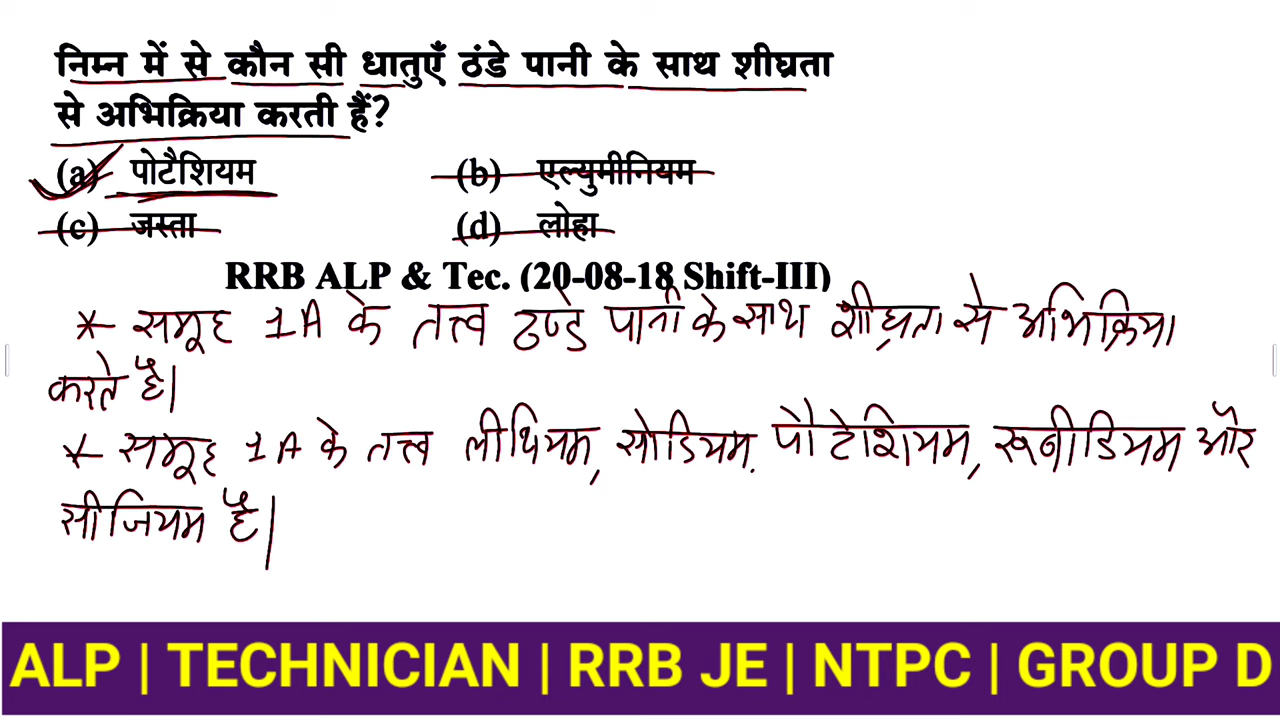 निम्न में से कौन सी धातुएँ ठंडे पानी के साथ शीघ्रता
से अभिक्रिया करती हैं?
(a) पोटैशियम (b) एल्युमीनियम
(c) जस्ता (d) लोहा
RRB ALP & Tec. (20-08-18 Shift-III)
* समूह 1A के तत्त्व ठण्डे पानी के साथ शीघ्रता से अभिक्रिया
करते है।
* समूह 1A के तत्त्व लीथियम, सोडियम, पौटेशियम, रूबीडियम और
सीजियम है।
ALP | TECHNICIAN | RRB JE | NTPC | GROUP D